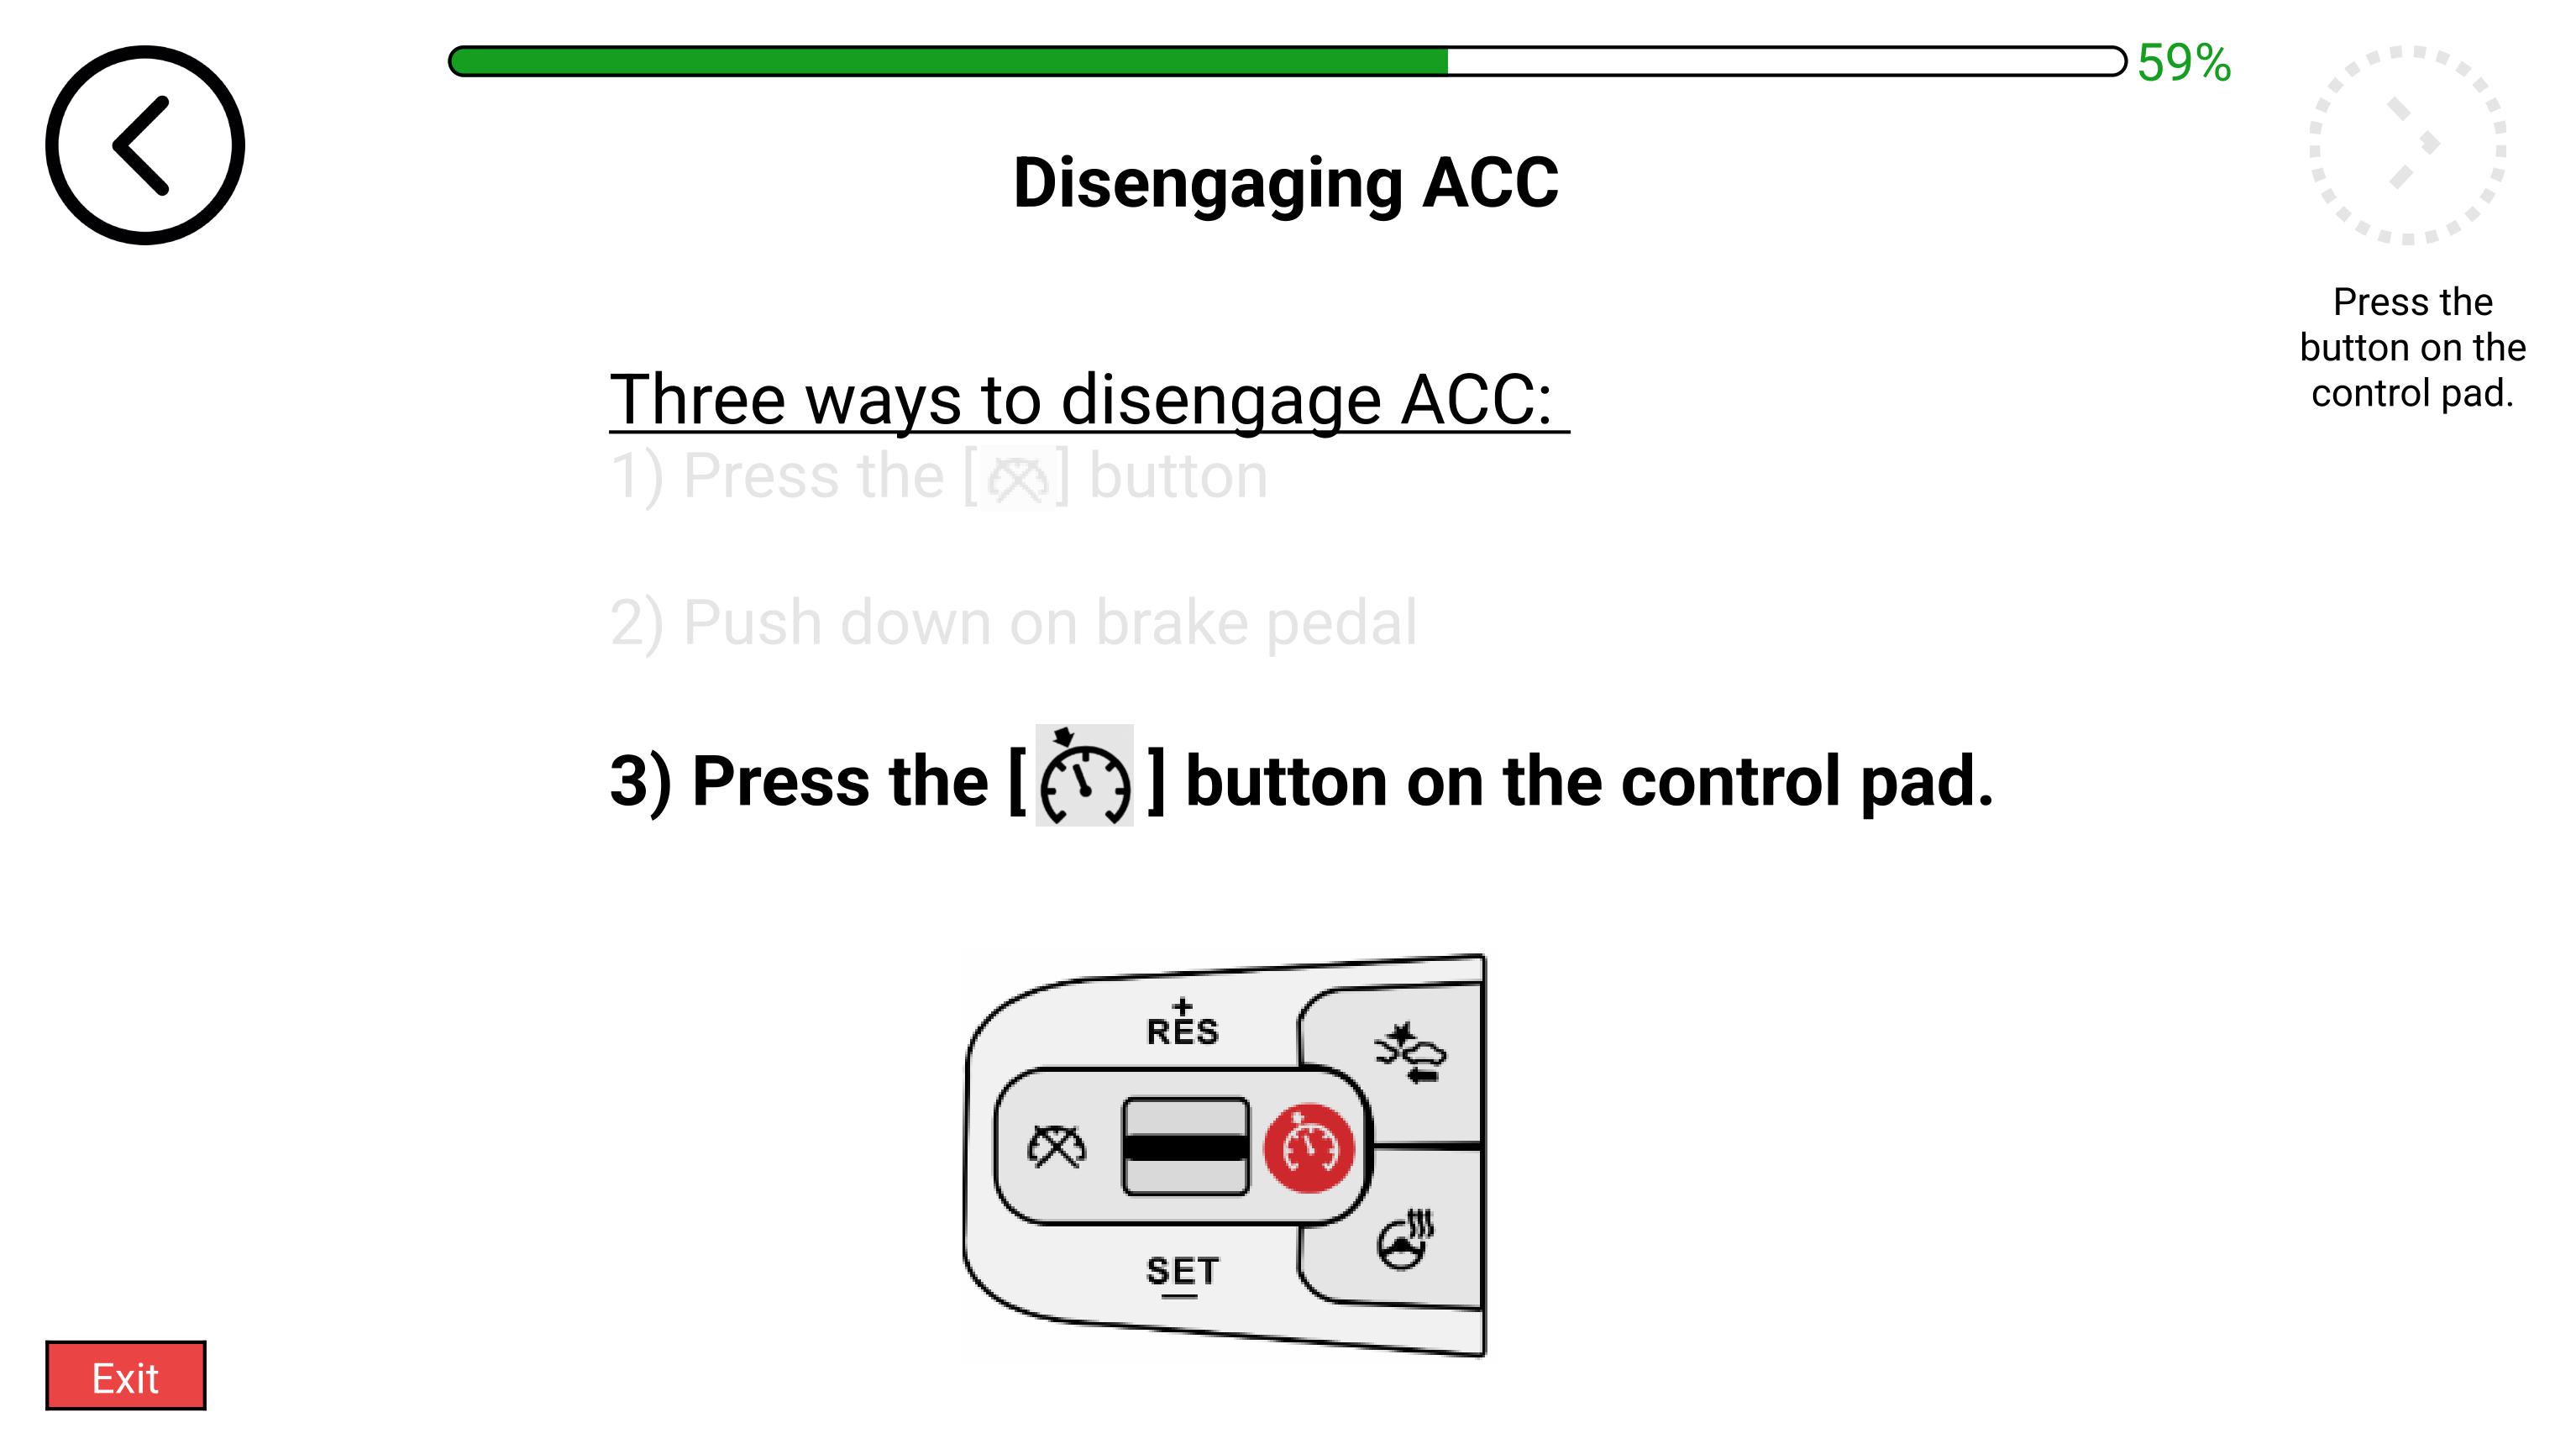 59%
Disengaging ACC
Press the
button on the
control pad.
Three ways to disengage ACC:
1) Press the [ ] button
2) Push down on brake pedal
3) Press the [ ] button on the control pad.
+
RES
SET
Exit